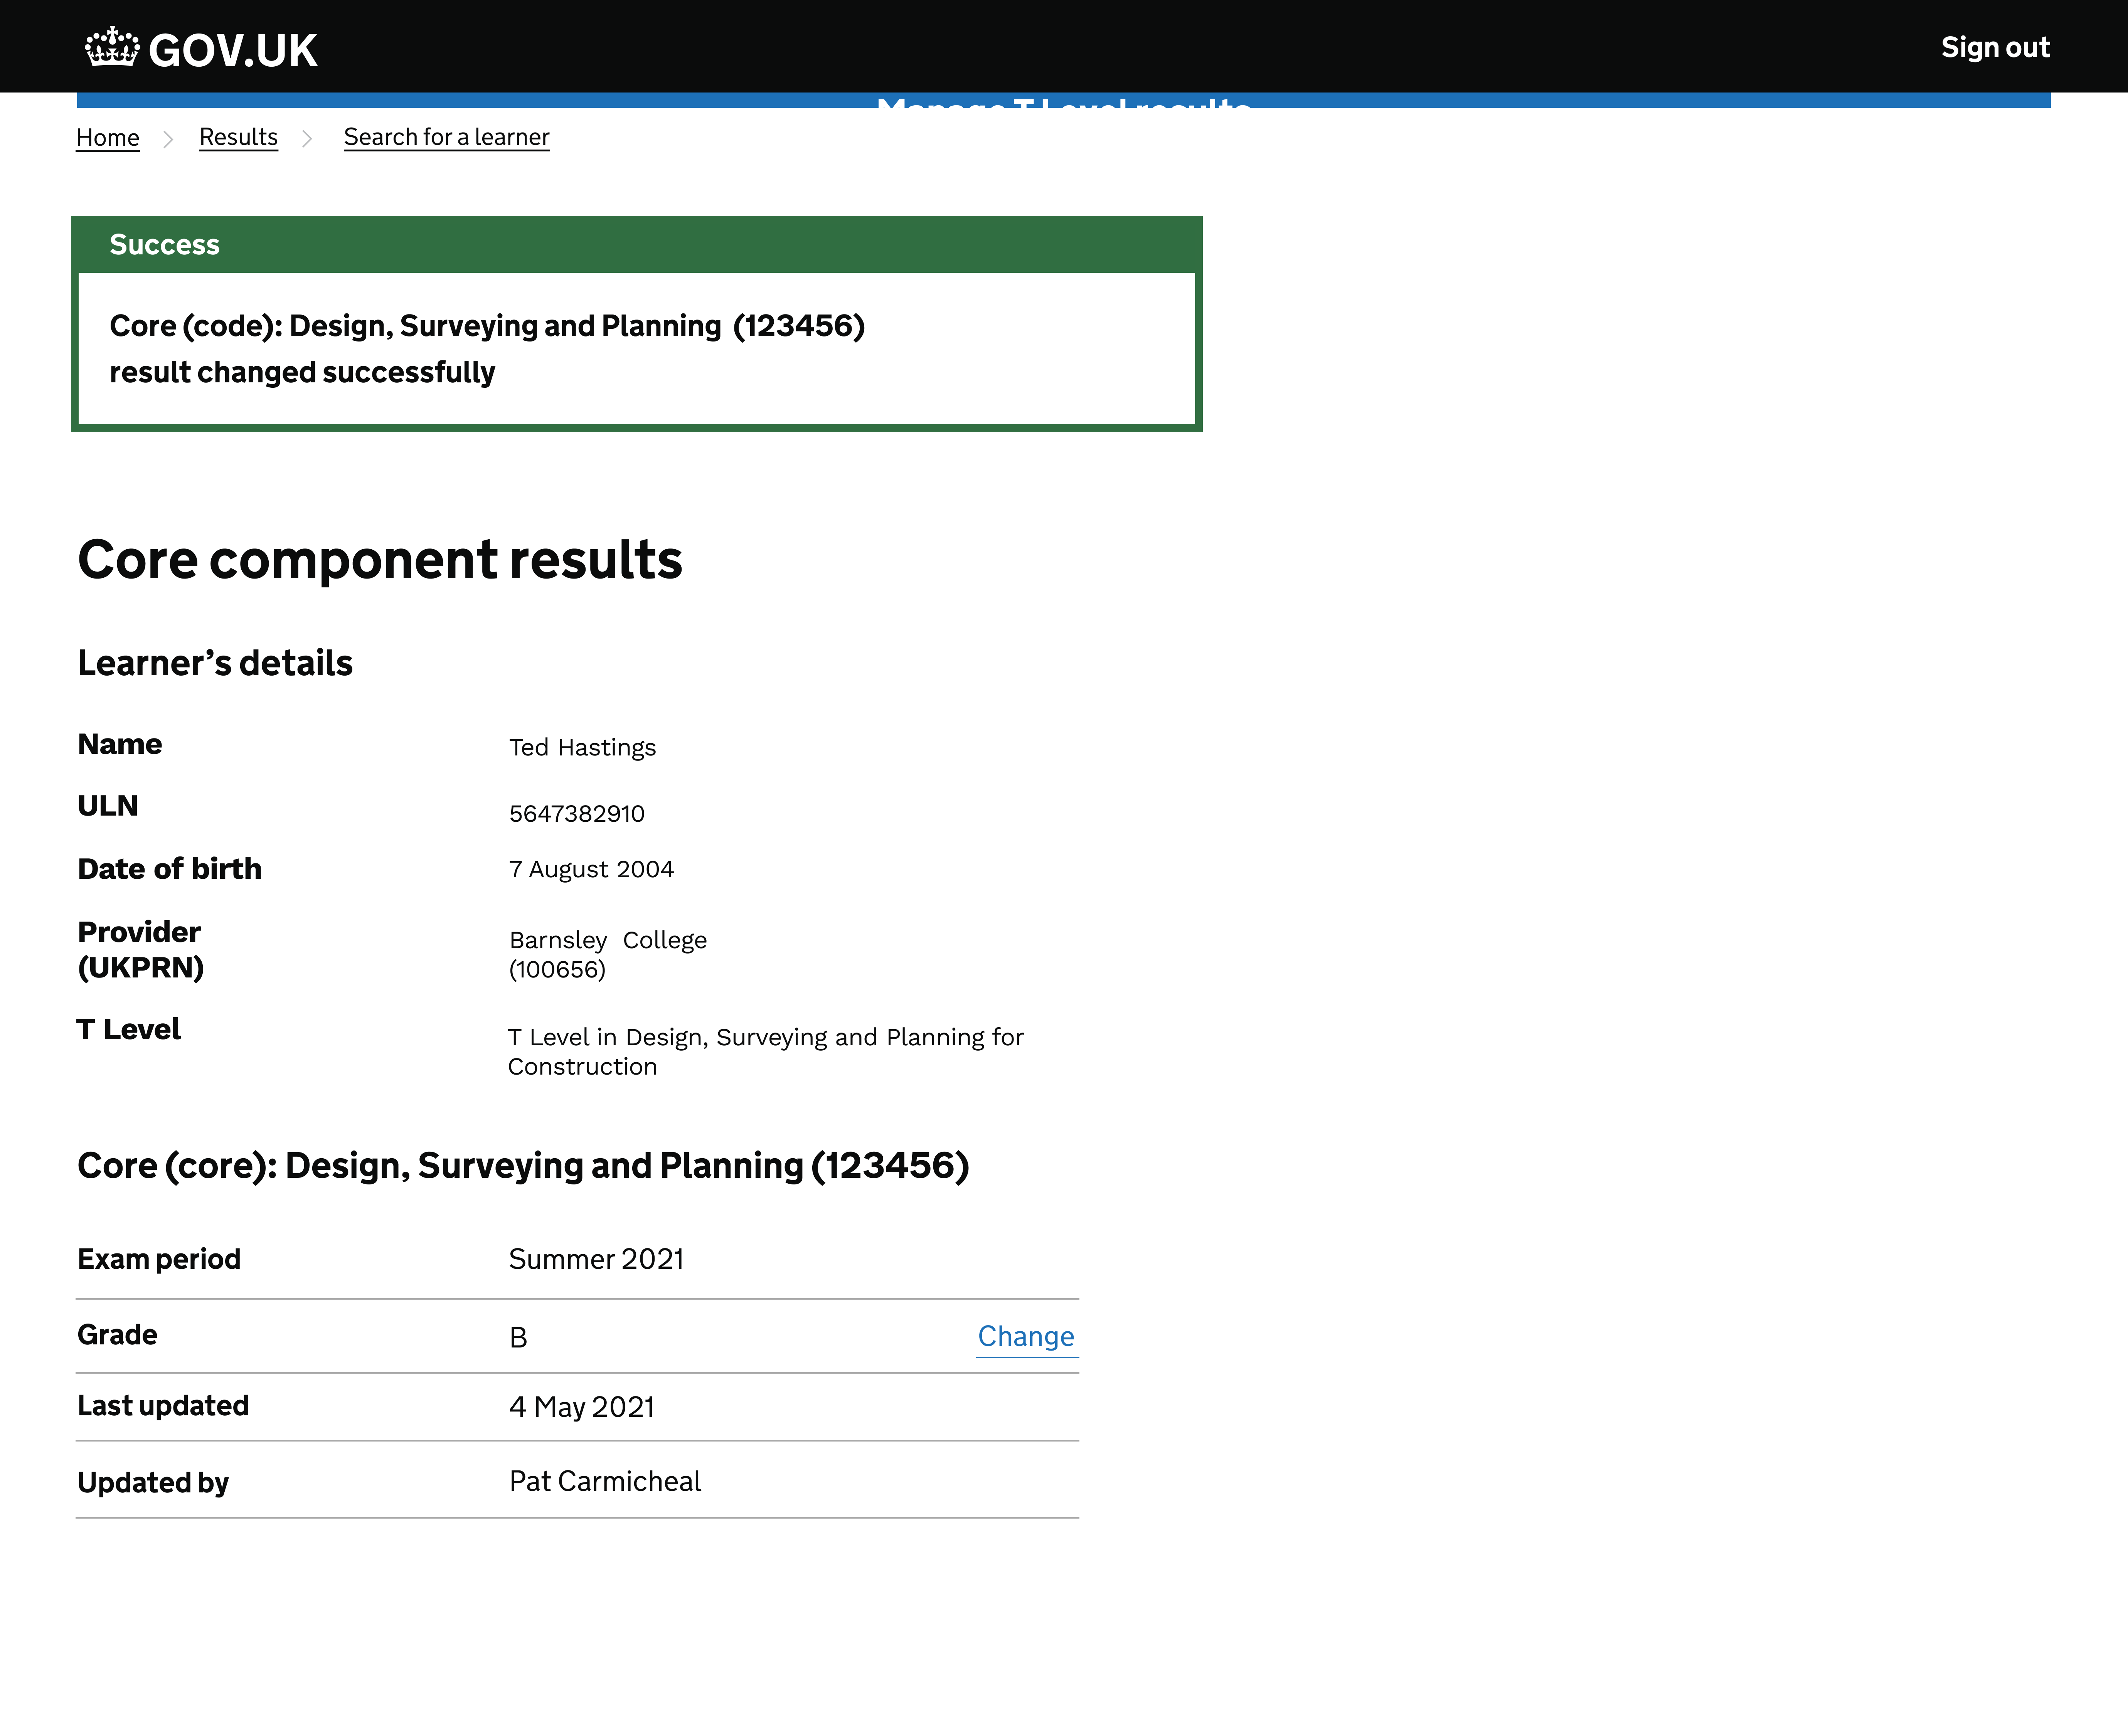 GOV.UK
Sign out
Manage T Level results
Home
Results
Search for a learner
Success
Core (code): Design, Surveying and Planning (123456)
result changed successfully
Core component results
Learner’s details
Name
Ted Hastings
ULN
5647382910
Date of birth
7 August 2004
Provider
(UKPRN)
Barnsley College
(100656)
T Level
T Level in Design, Surveying and Planning for
Construction
Core (core): Design, Surveying and Planning (123456)
Exam period
Summer 2021
Grade
B
Change
Last updated
4 May 2021
Updated by
Pat Carmicheal